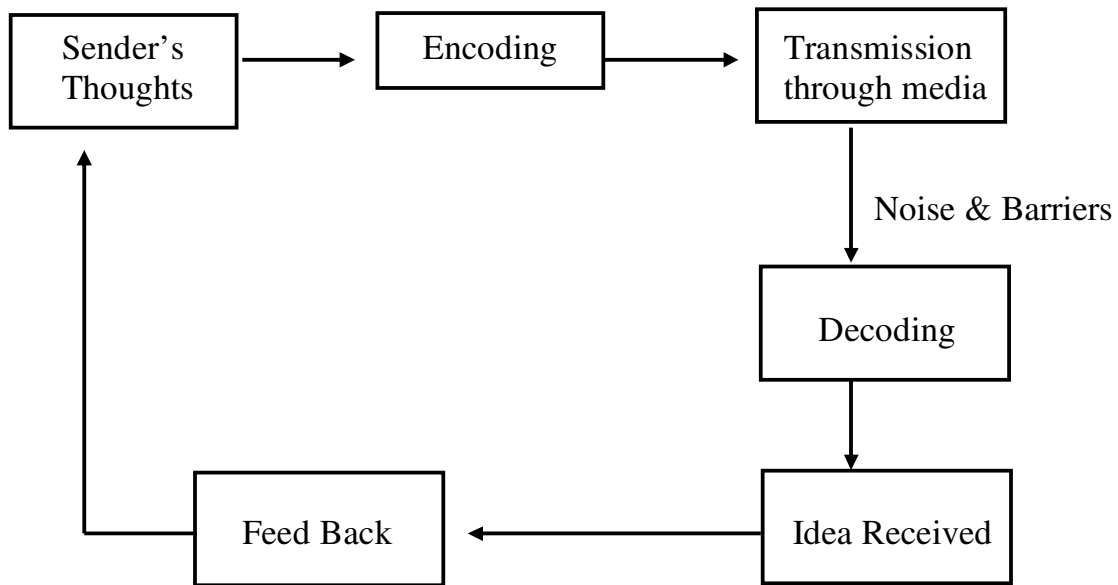 Sender’s
Thoughts
Encoding
Transmission
through media
Noise & Barriers
Decoding
Idea Received
Feed Back